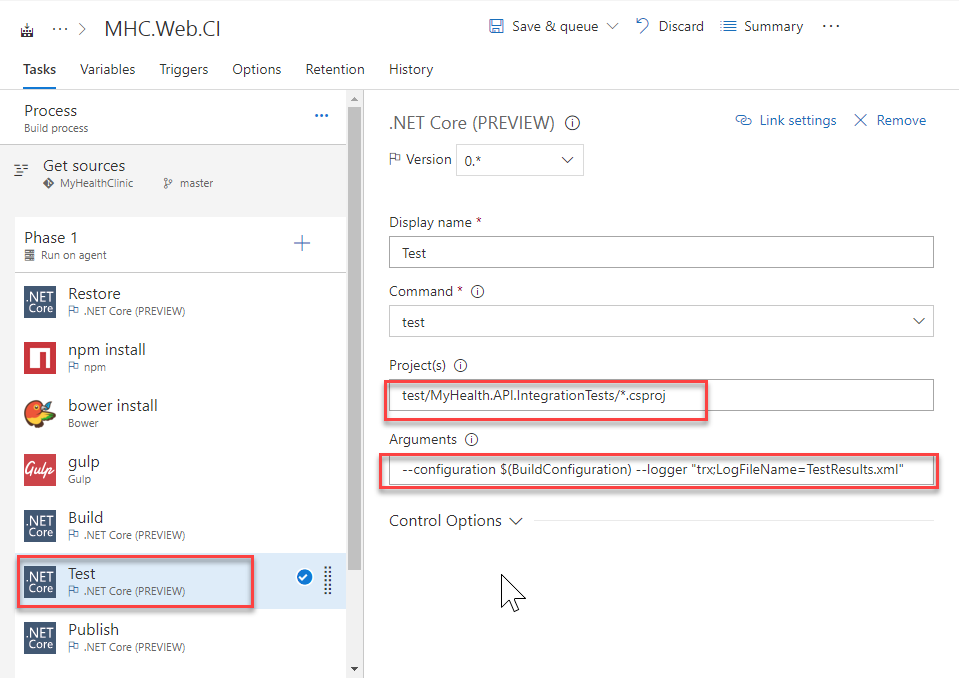 ··· > MHC.Web.CI
Save & queue
Discard
Summary
···
Tasks
Variables
Triggers
Options
Retention
History
Process
Build process
···
Get sources
MyHealthClinic
master
Phase 1
Run on agent
.NET Core
Restore
.NET Core (PREVIEW)
npm install
npm
bower install
Bower
Gulp
gulp
Gulp
.NET Core
Build
.NET Core (PREVIEW)
.NET Core
Test
.NET Core (PREVIEW)
.NET Core
Publish
.NET Core (PREVIEW)
.NET Core (PREVIEW)
Link settings
Remove
Version
0.*
Display name *
Test
Command *
test
Project(s)
test/MyHealth.API.IntegrationTests/*.csproj
Arguments
--configuration $(BuildConfiguration) --logger "trx;LogFileName=TestResults.xml"
Control Options